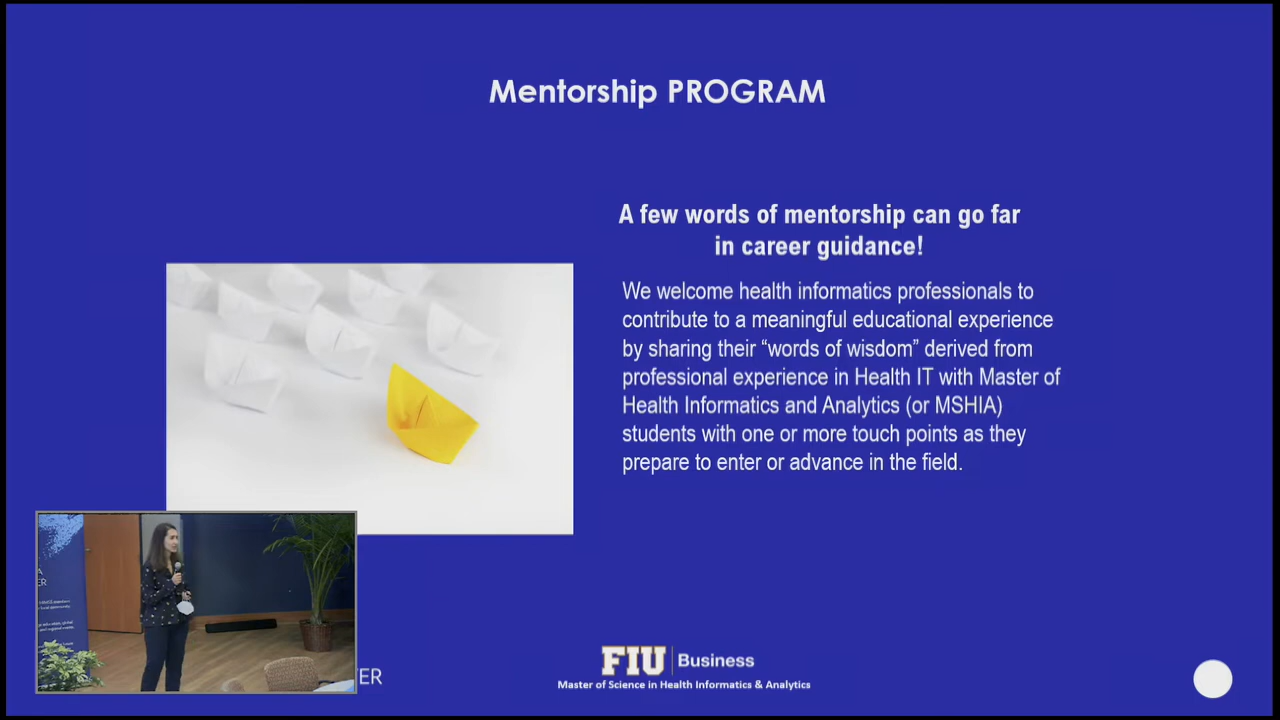 Mentorship PROGRAM
A few words of mentorship can go far
in career guidance!
We welcome health informatics professionals to
contribute to a meaningful educational experience
by sharing their “words of wisdom” derived from
professional experience in Health IT with Master of
Health Informatics and Analytics (or MSHIA)
students with one or more touch points as they
prepare to enter or advance in the field.
FIU Business
Master of Science in Health Informatics & Analytics